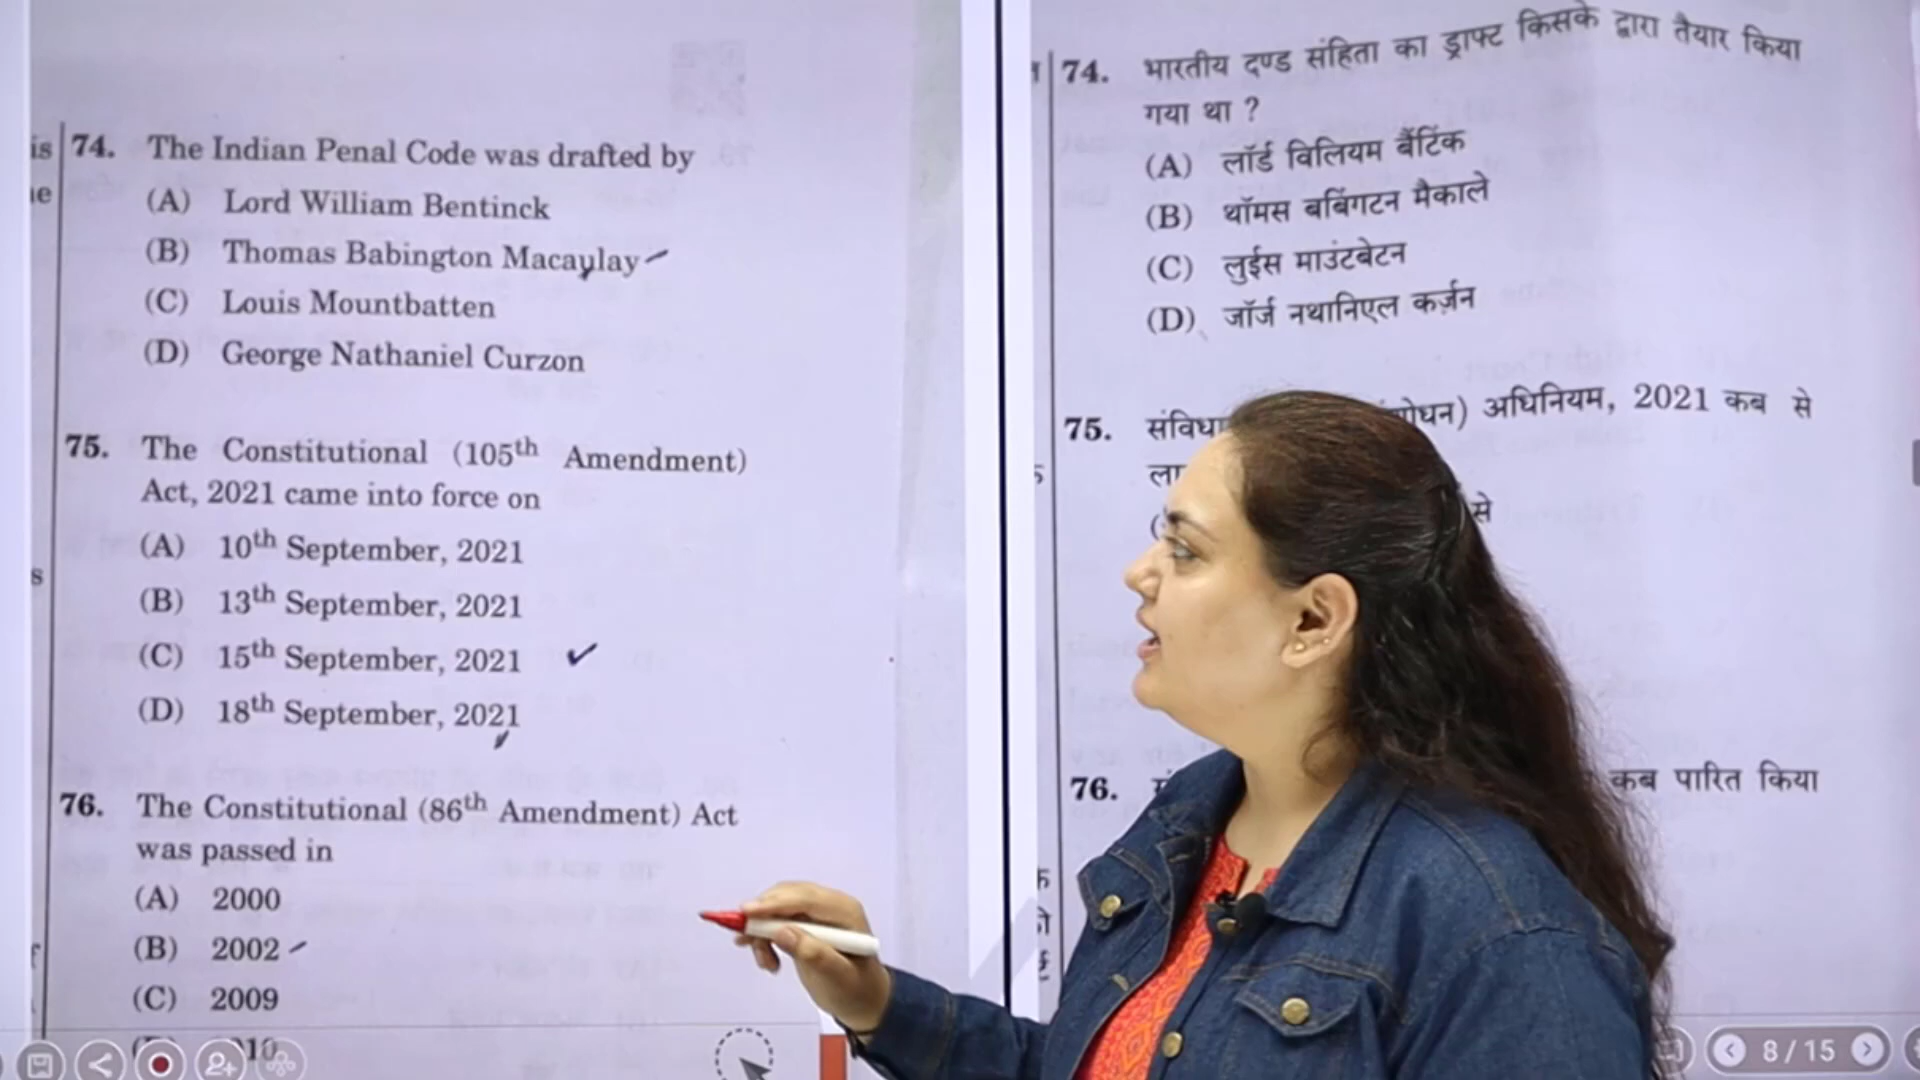 is
e
74. The Indian Penal Code was drafted by
(A) Lord William Bentinck
(B) Thomas Babington Macaulay
(C) Louis Mountbatten
(D) George Nathaniel Curzon
75. The Constitutional (105th Amendment)
Act, 2021 came into force on
(A) 10th September, 2021
(B) 13th September, 2021
(C) 15th September, 2021
(D) 18th September, 2021
s
76. The Constitutional (86th Amendment) Act
was passed in
(A) 2000
(B) 2002
(C) 2009
10
74. भारतीय दण्ड संहिता का ड्राफ्ट किसके द्वारा तैयार किया
गया था ?
(A) लॉर्ड विलियम बैंटिंक
(B) थॉमस बबिंगटन मैकाले
(C) लुईस माउंटबेटन
(D) जॉर्ज नथानिएल कर्ज़न
75. अधिनियम, 2021 कब से
से
76. कब पारित किया
8 / 15